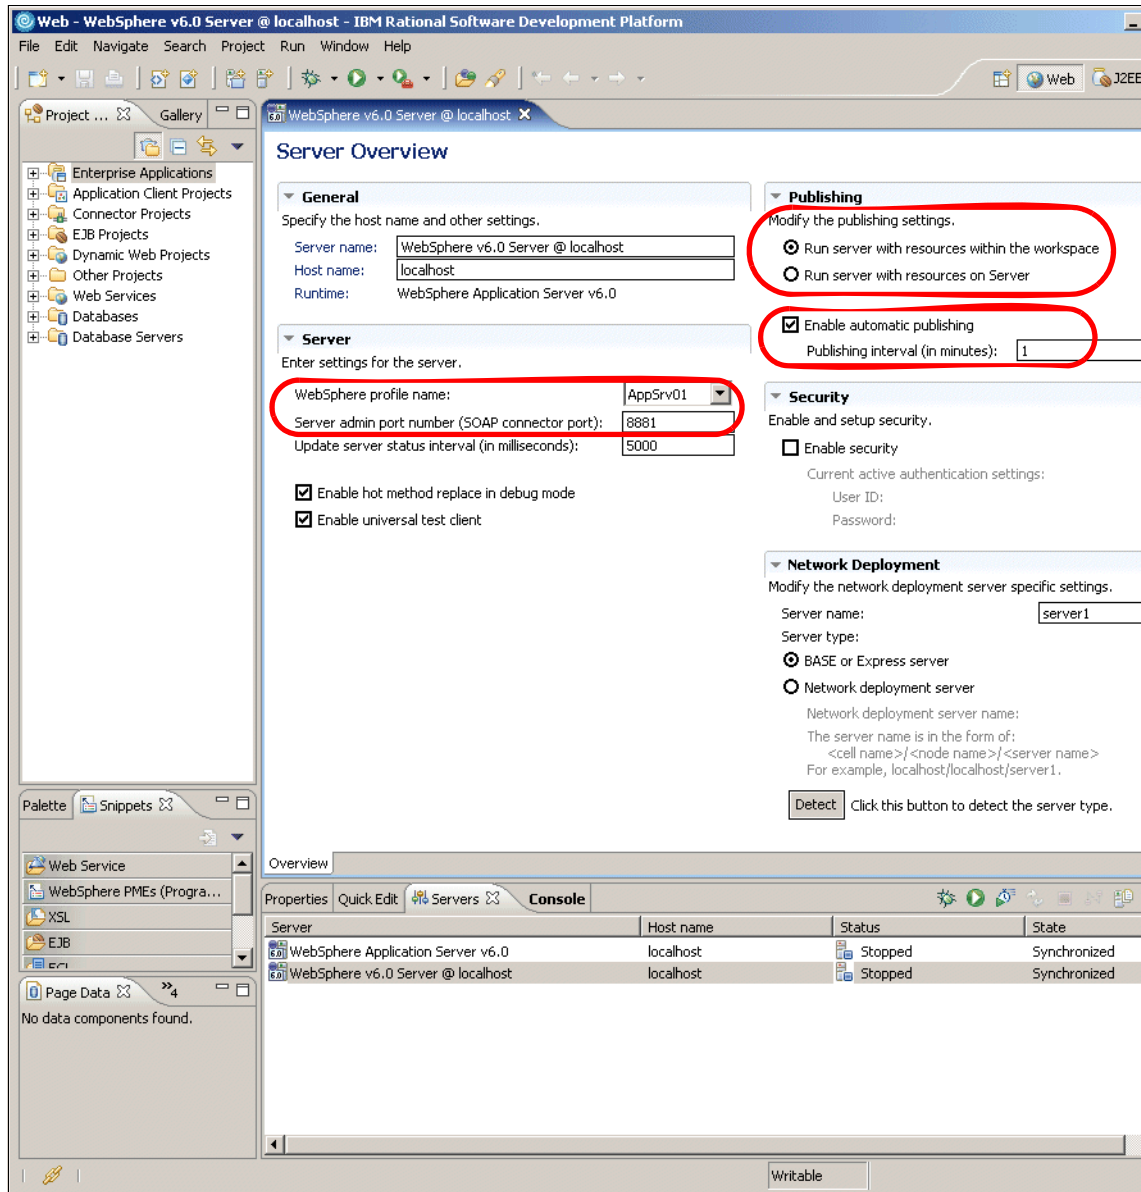 Web - WebSphere v6.0 Server @ localhost - IBM Rational Software Development Platform
File Edit Navigate Search Project Run Window Help
Web J2EE
Project ... Gallery
Enterprise Applications
Application Client Projects
Connector Projects
EJB Projects
Dynamic Web Projects
Other Projects
Web Services
Databases
Database Servers
WebSphere v6.0 Server @ localhost
Server Overview
General
Specify the host name and other settings.
Server name: WebSphere v6.0 Server @ localhost
Host name: localhost
Runtime: WebSphere Application Server v6.0
Server
Enter settings for the server.
WebSphere profile name: AppSrv01
Server admin port number (SOAP connector port): 8881
Update server status interval (in milliseconds): 5000
Enable hot method replace in debug mode
Enable universal test client
Publishing
Modify the publishing settings.
Run server with resources within the workspace
Run server with resources on Server
Enable automatic publishing
Publishing interval (in minutes): 1
Security
Enable and setup security.
Enable security
Current active authentication settings:
User ID:
Password:
Network Deployment
Modify the network deployment server specific settings.
Server name: server1
Server type:
BASE or Express server
Network deployment server
Network deployment server name:
The server name is in the form of:
<cell name>/<node name>/<server name>
For example, localhost/localhost/server1.
Detect Click this button to detect the server type.
Overview
Palette Snippets
Web Service
WebSphere PMEs (Progra...
XSL
EJB
Page Data 4
No data components found.
Properties Quick Edit Servers Console
Server Host name Status State
6.0 WebSphere Application Server v6.0 localhost Stopped Synchronized
6.0 WebSphere v6.0 Server @ localhost localhost Stopped Synchronized
Writable